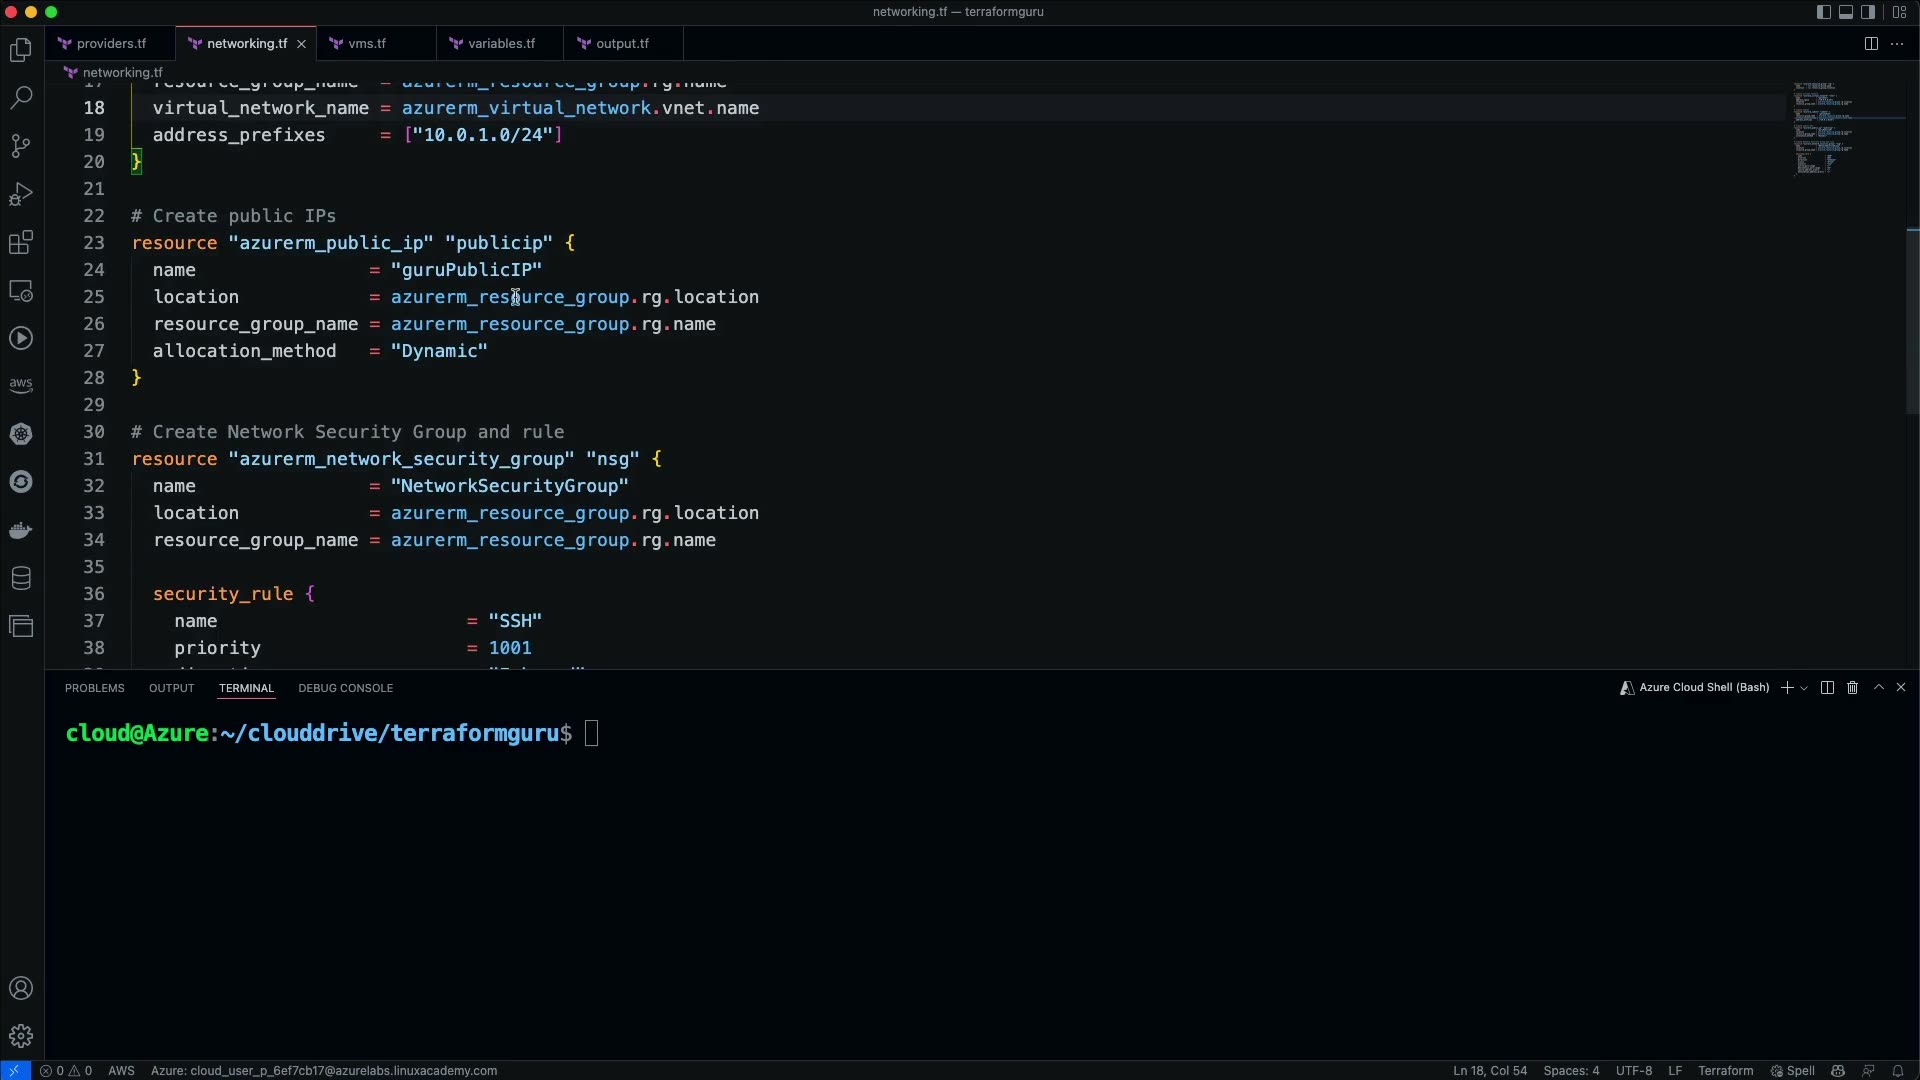 networking.tf — terraformguru
providers.tf
networking.tf
vms.tf
variables.tf
output.tf
networking.tf
17 resource_group_name = azurerm_resource_group.rg.name
18 virtual_network_name = azurerm_virtual_network.vnet.name
19 address_prefixes = ["10.0.1.0/24"]
20 }
21
22 # Create public IPs
23 resource "azurerm_public_ip" "publicip" {
24 name = "guruPublicIP"
25 location = azurerm_resource_group.rg.location
26 resource_group_name = azurerm_resource_group.rg.name
27 allocation_method = "Dynamic"
28 }
29
30 # Create Network Security Group and rule
31 resource "azurerm_network_security_group" "nsg" {
32 name = "NetworkSecurityGroup"
33 location = azurerm_resource_group.rg.location
34 resource_group_name = azurerm_resource_group.rg.name
35
36 security_rule {
37 name = "SSH"
38 priority = 1001
aws
PROBLEMS OUTPUT TERMINAL DEBUG CONSOLE
Azure Cloud Shell (Bash)
cloud@Azure:~/clouddrive/terraformguru$
0 0 AWS Azure: cloud_user_p_6ef7cb17@azurelabs.linuxacademy.com
Ln 18, Col 54 Spaces: 4 UTF-8 LF Terraform Spell